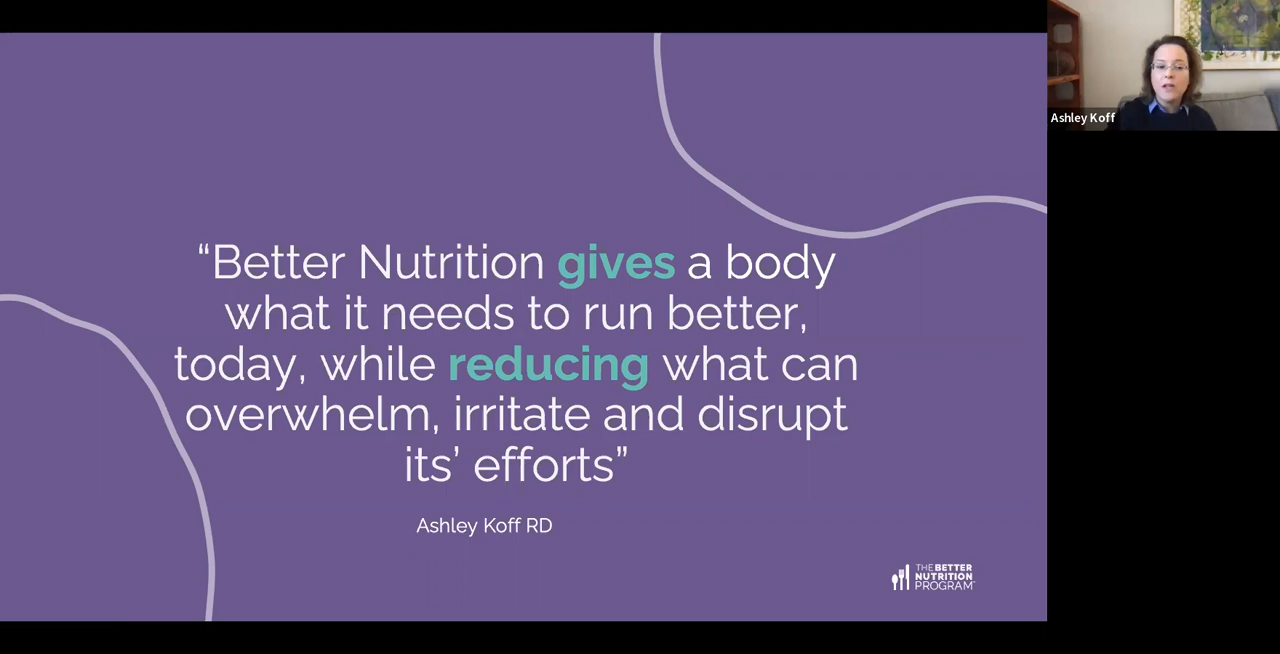 “Better Nutrition gives a body
what it needs to run better,
today, while reducing what can
overwhelm, irritate and disrupt
its’ efforts”
Ashley Koff RD
THE BETTER
NUTRITION
PROGRAM
Ashley Koff